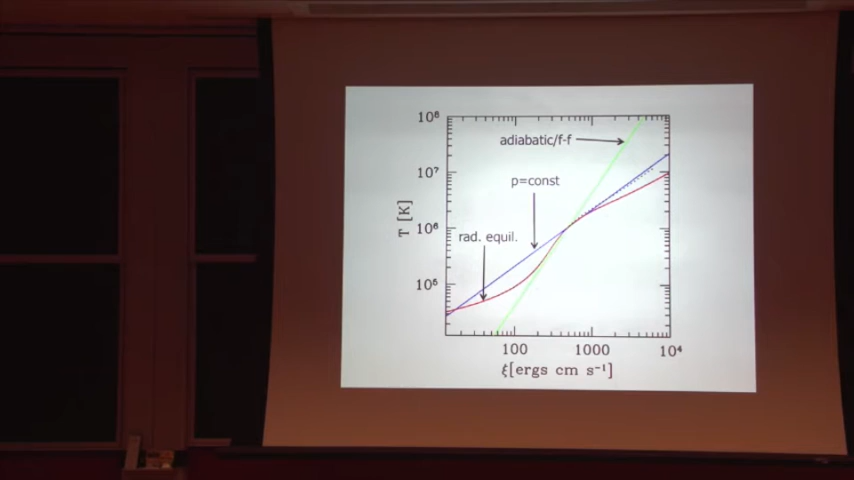 10⁸
adiabatic/f-f
10⁷
p=const
T [K]
10⁶
rad. equil.
10⁵
100
1000
10⁴
ξ[ergs cm s⁻¹]